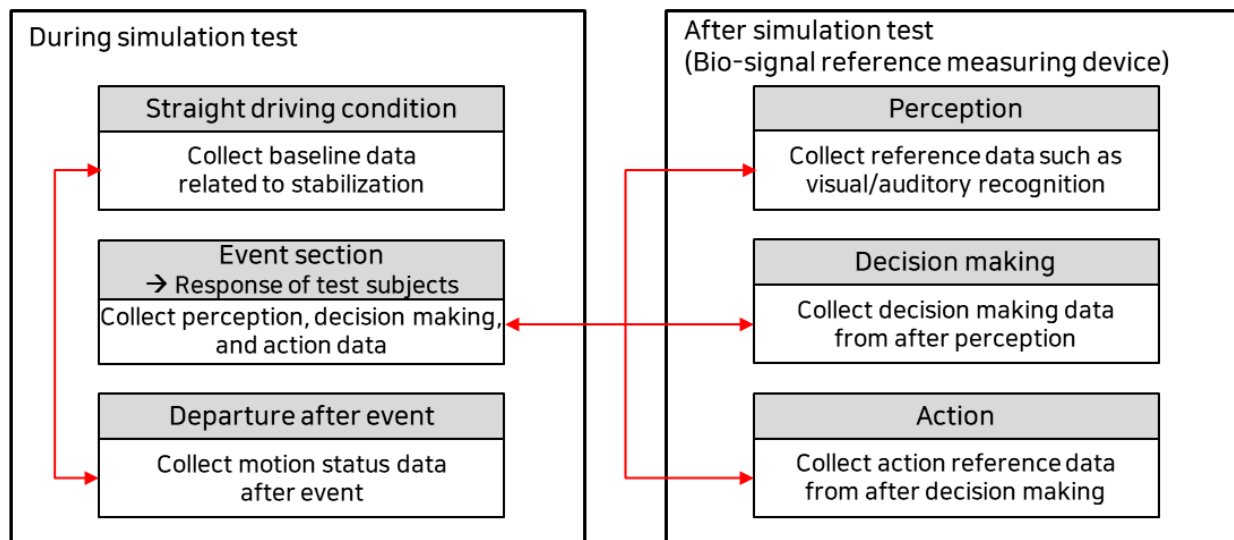 During simulation test
Straight driving condition
Collect baseline data
related to stabilization
Event section
→ Response of test subjects
Collect perception, decision making,
and action data
Departure after event
Collect motion status data
after event
After simulation test
(Bio-signal reference measuring device)
Perception
Collect reference data such as
visual/auditory recognition
Decision making
Collect decision making data
from after perception
Action
Collect action reference data
from after decision making